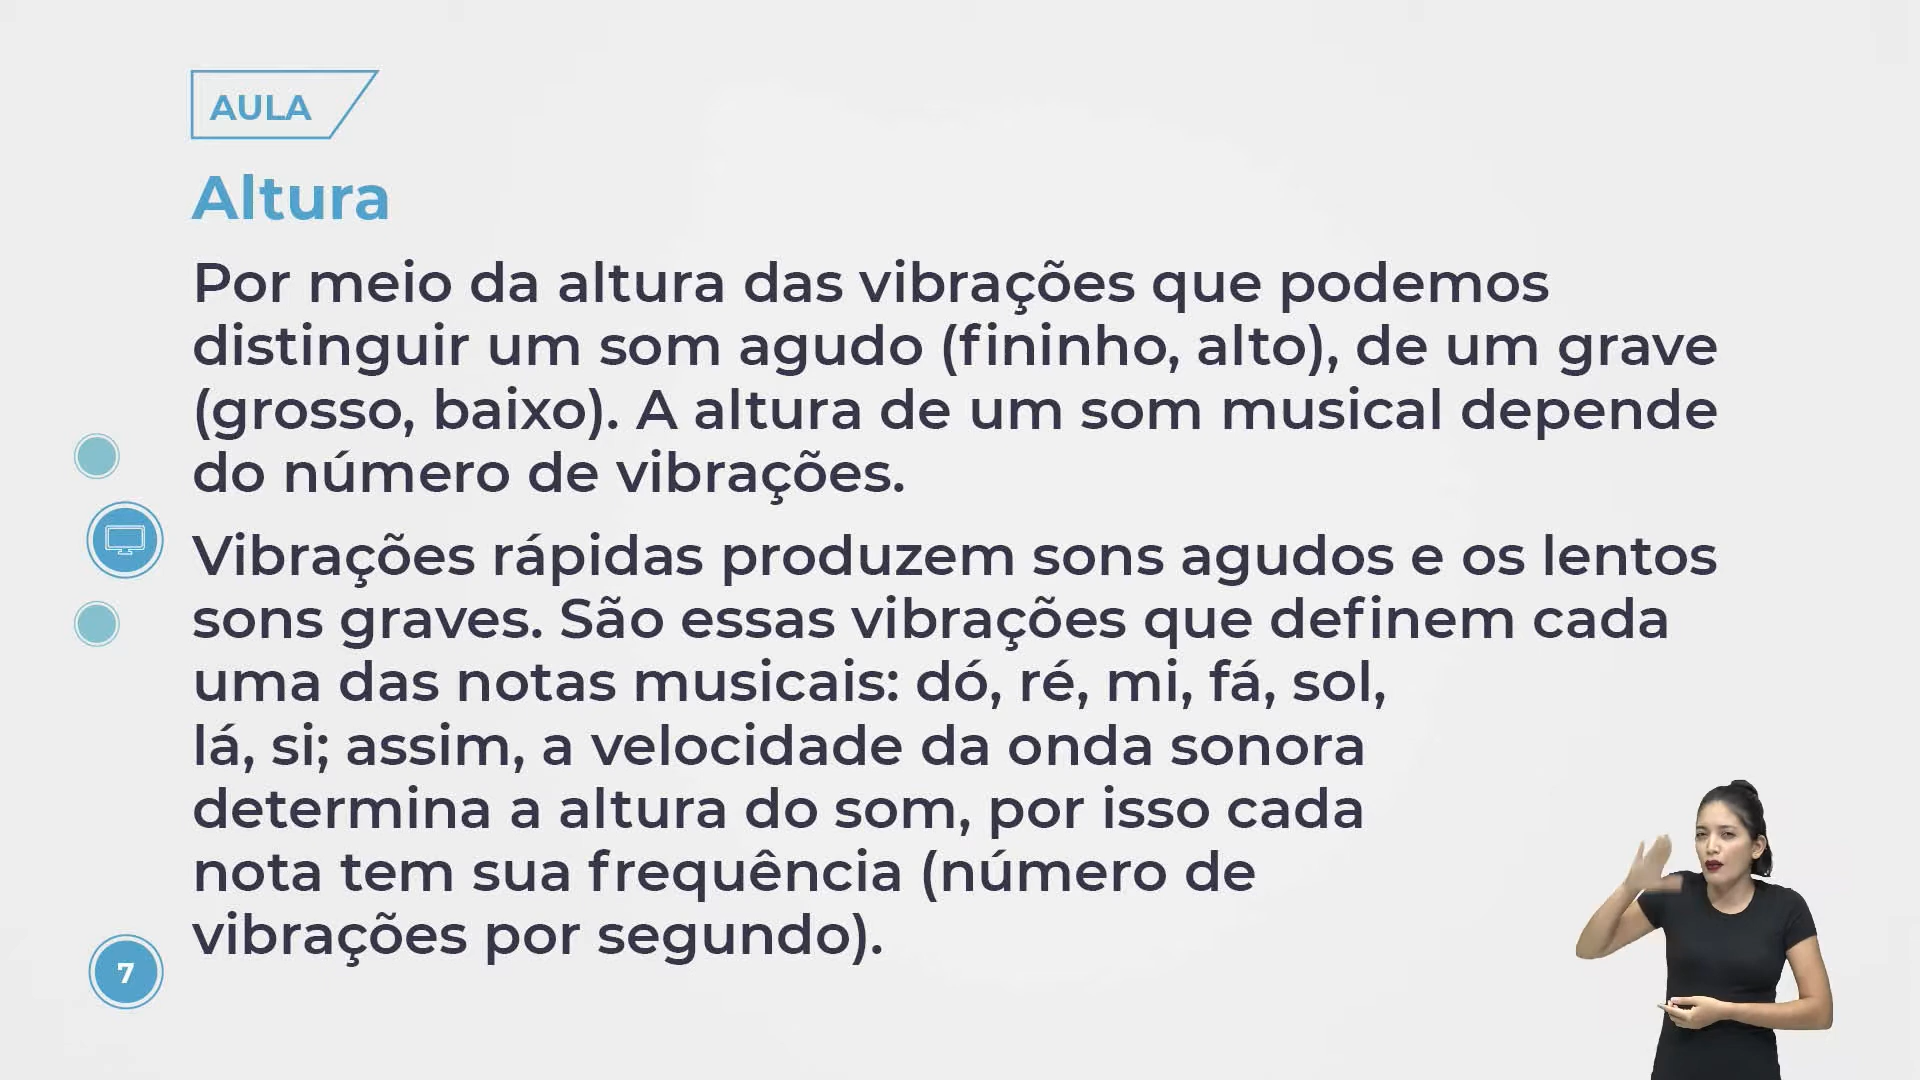 AULA
Altura
Por meio da altura das vibrações que podemos
distinguir um som agudo (fininho, alto), de um grave
(grosso, baixo). A altura de um som musical depende
do número de vibrações.
Vibrações rápidas produzem sons agudos e os lentos
sons graves. São essas vibrações que definem cada
uma das notas musicais: dó, ré, mi, fá, sol,
lá, si; assim, a velocidade da onda sonora
determina a altura do som, por isso cada
nota tem sua frequência (número de
vibrações por segundo).
7